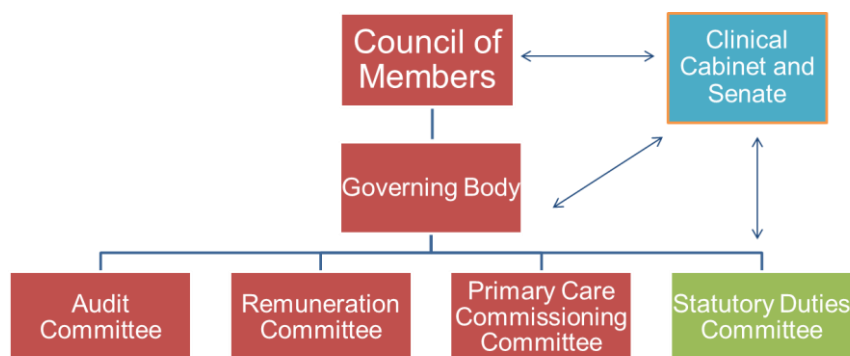 Council of
Members
Clinical
Cabinet and
Senate
Governing Body
Audit
Committee
Remuneration
Committee
Primary Care
Commissioning
Committee
Statutory Duties
Committee